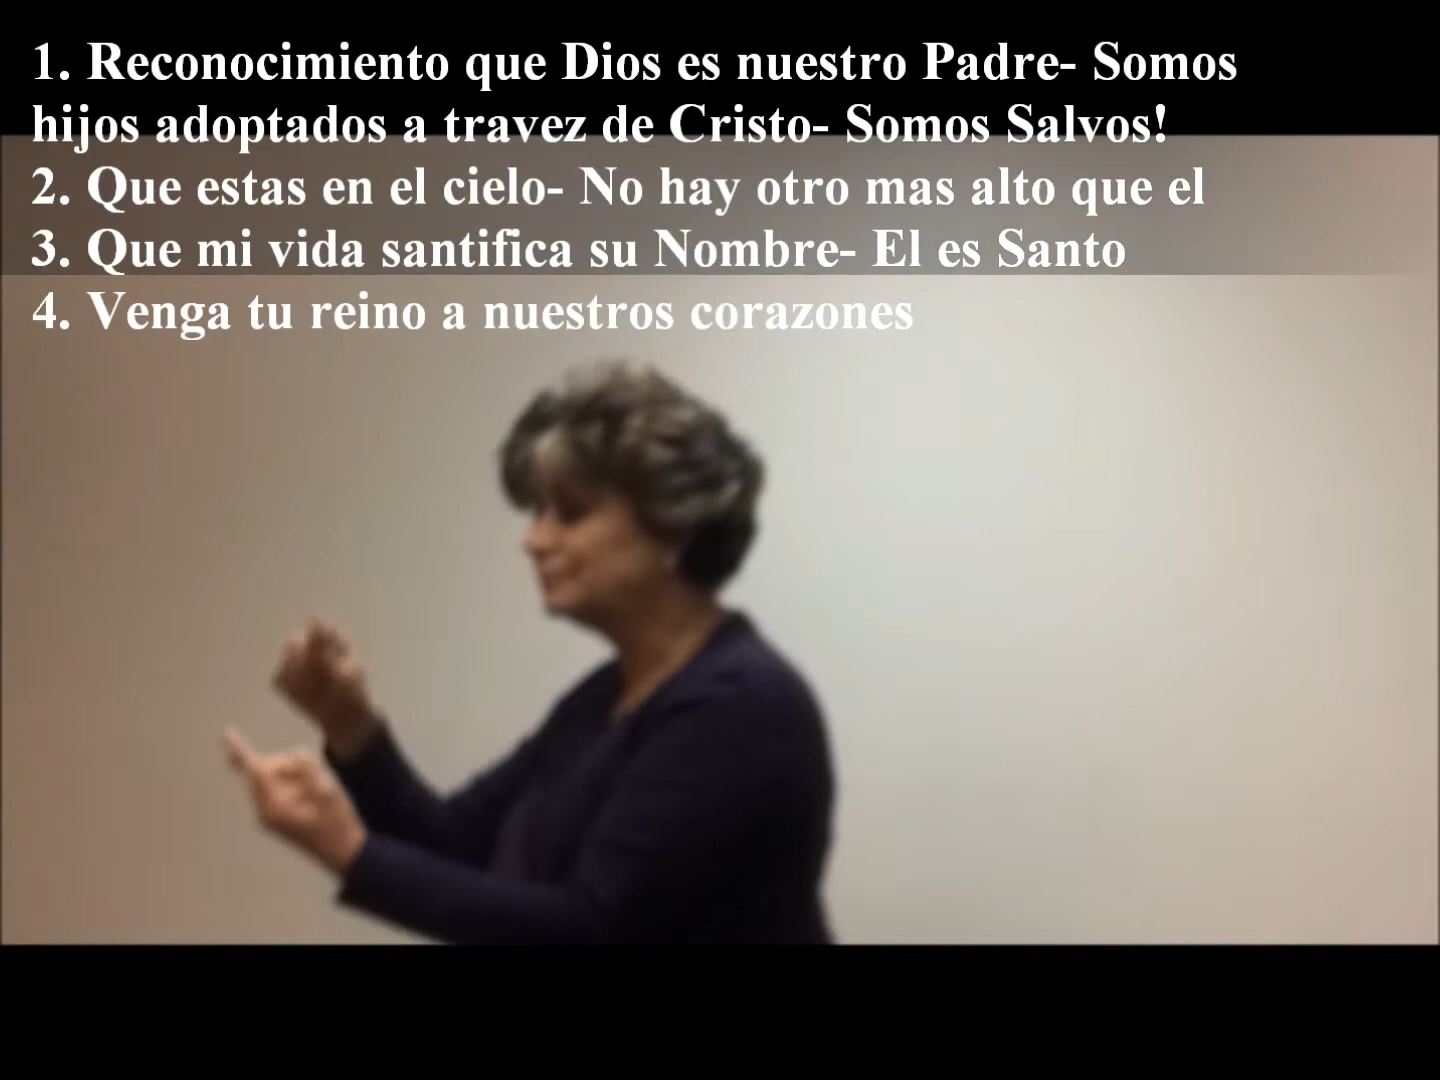 1. Reconocimiento que Dios es nuestro Padre- Somos
hijos adoptados a travez de Cristo- Somos Salvos!
2. Que estas en el cielo- No hay otro mas alto que el
3. Que mi vida santifica su Nombre- El es Santo
4. Venga tu reino a nuestros corazones